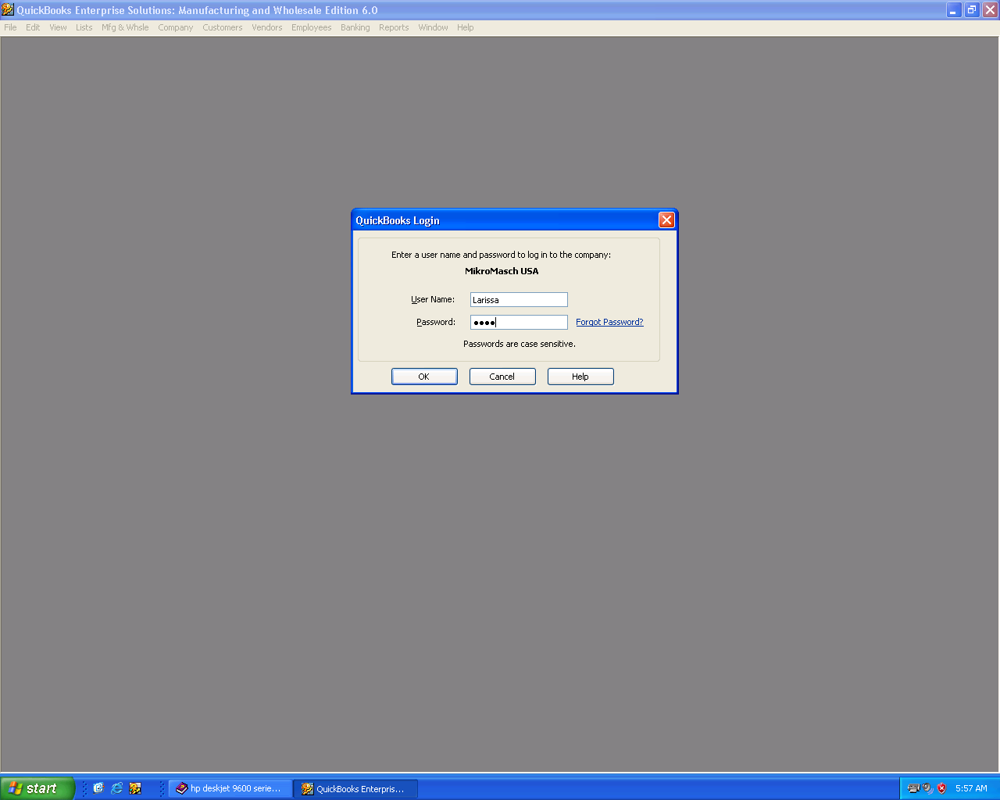 QuickBooks Enterprise Solutions: Manufacturing and Wholesale Edition 6.0
File Edit View Lists Mfg & Whsle Company Customers Vendors Employees Banking Reports Window Help
QuickBooks Login
Enter a user name and password to log in to the company:
MikroMasch USA
User Name: Larissa
Password: ●●●● Forgot Password?
Passwords are case sensitive.
OK Cancel Help
start hp deskjet 9600 serie... QuickBooks Enterpris... 5:57 AM